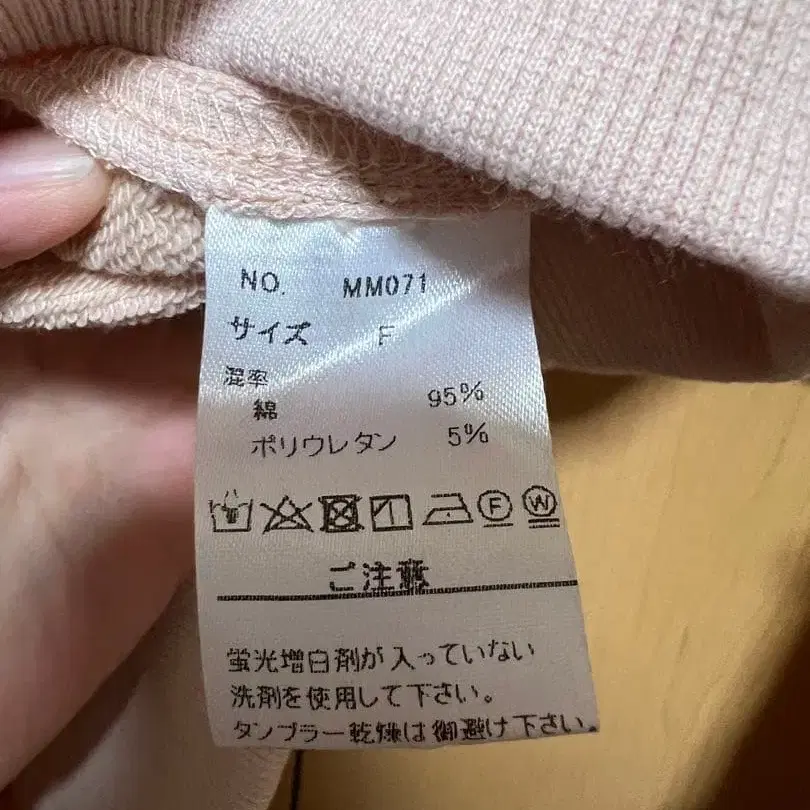 NO. MM071
サイズ F
混率
綿 95%
ポリウレタン 5%
F W
ご注意
蛍光増白剤が入っていない
洗剤を使用して下さい。
タンブラー乾燥は御避け下さい。